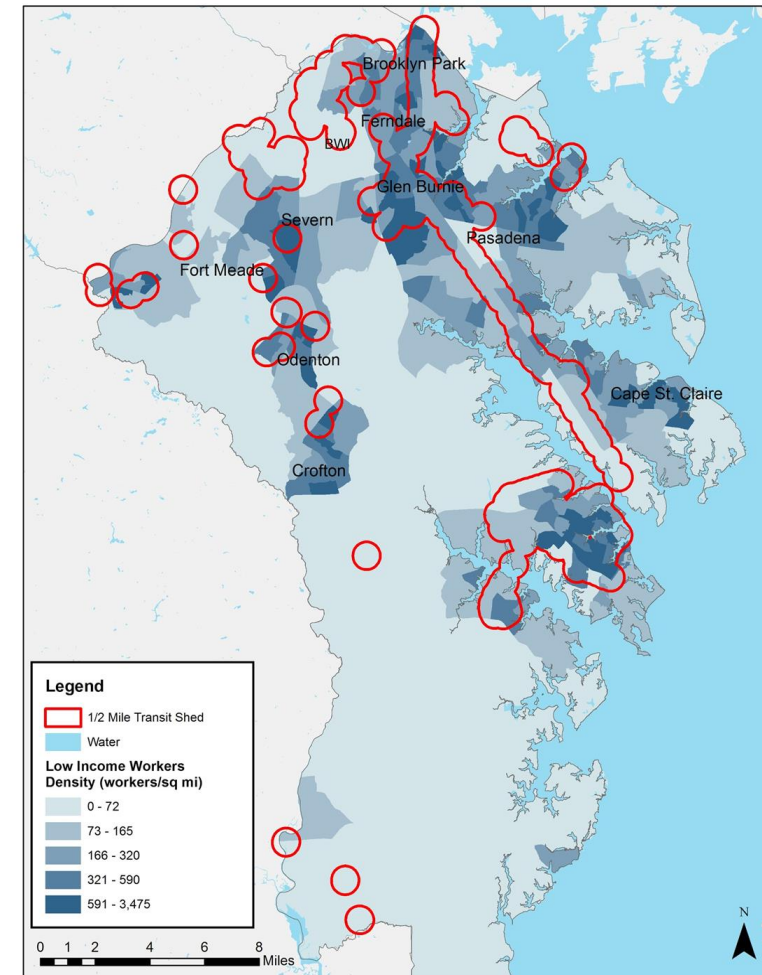 Brooklyn Park
Ferndale
BWI
Glen Burnie
Severn
Pasadena
Fort Meade
Odenton
Cape St. Claire
Crofton
Legend
1/2 Mile Transit Shed
Water
Low Income Workers
Density (workers/sq mi)
0 - 72
73 - 165
166 - 320
321 - 590
591 - 3,475
N
0 1 2 4 6 8
Miles